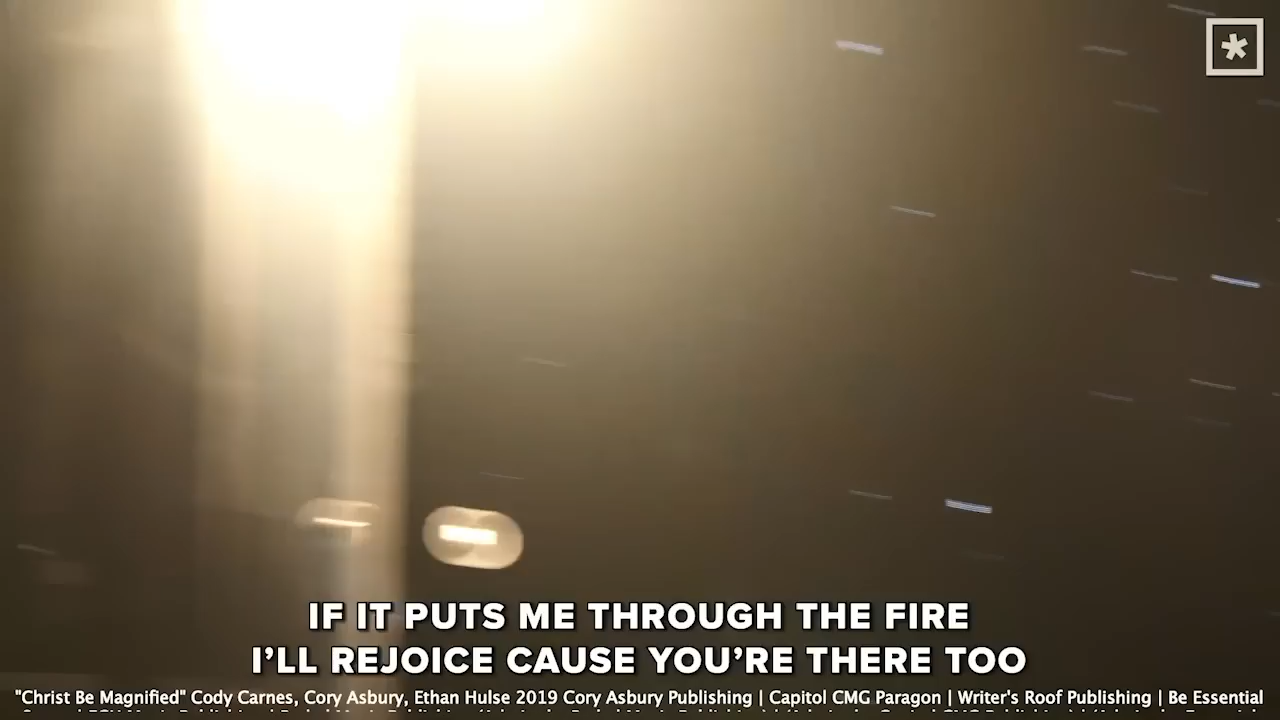 IF IT PUTS ME THROUGH THE FIRE
I'LL REJOICE CAUSE YOU'RE THERE TOO
"Christ Be Magnified" Cody Carnes, Cory Asbury, Ethan Hulse 2019 Cory Asbury Publishing | Capitol CMG Paragon | Writer's Roof Publishing | Be Essential